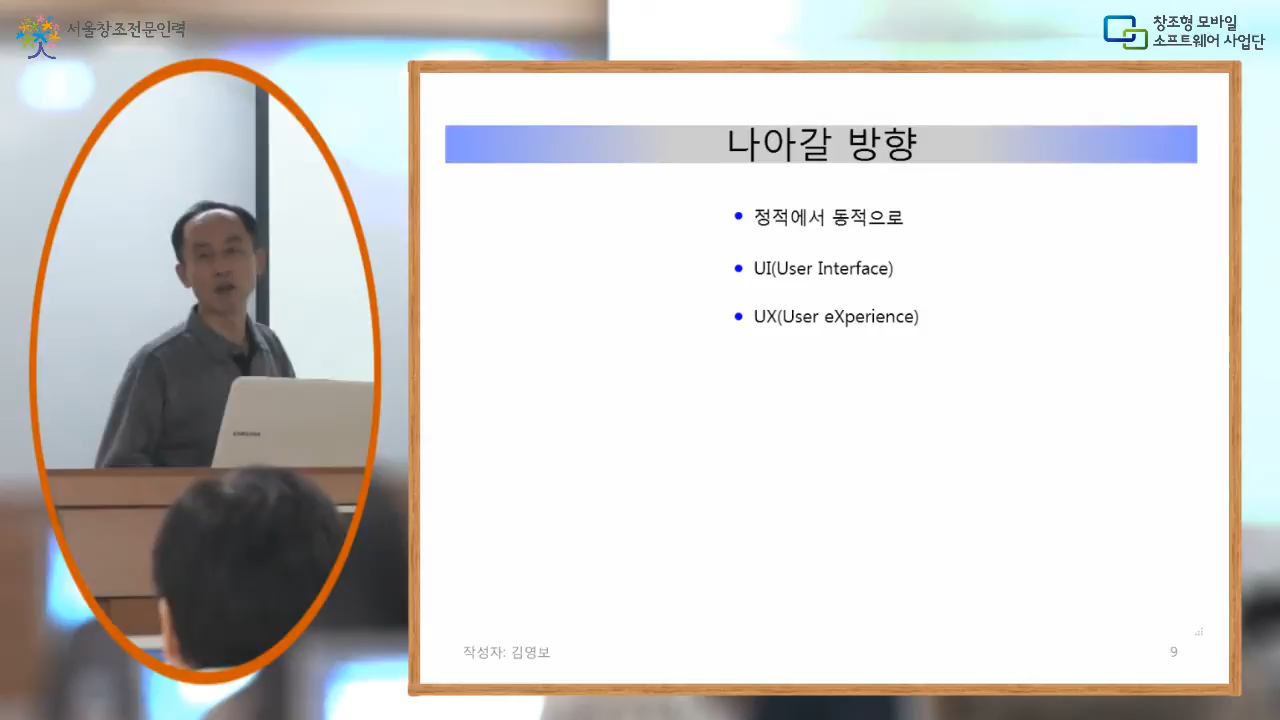 서울창조전문인력
창조형 모바일
소프트웨어 사업단
나아갈 방향
• 정적에서 동적으로
• UI(User Interface)
• UX(User eXperience)
SAMSUNG
작성자: 김영보
9